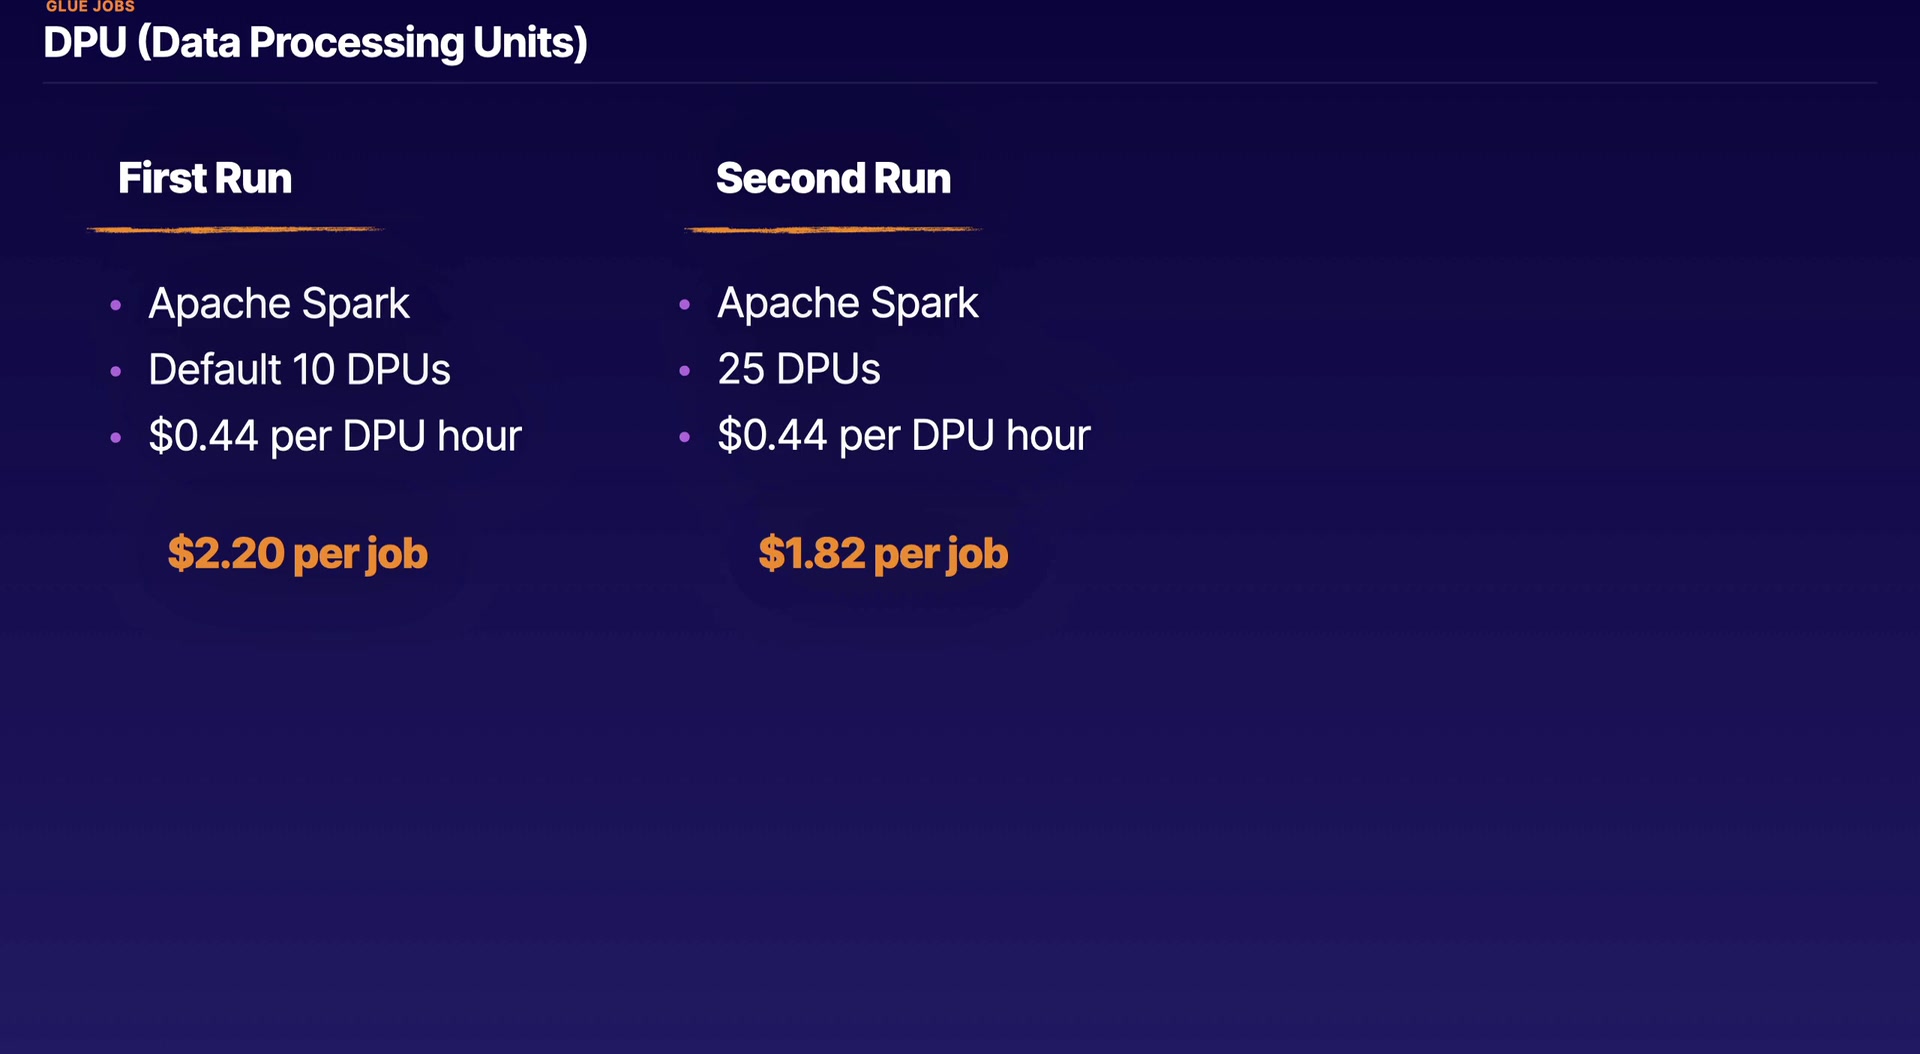 GLUE JOBS
DPU (Data Processing Units)
First Run
• Apache Spark
• Default 10 DPUs
• $0.44 per DPU hour
$2.20 per job
Second Run
• Apache Spark
• 25 DPUs
• $0.44 per DPU hour
$1.82 per job